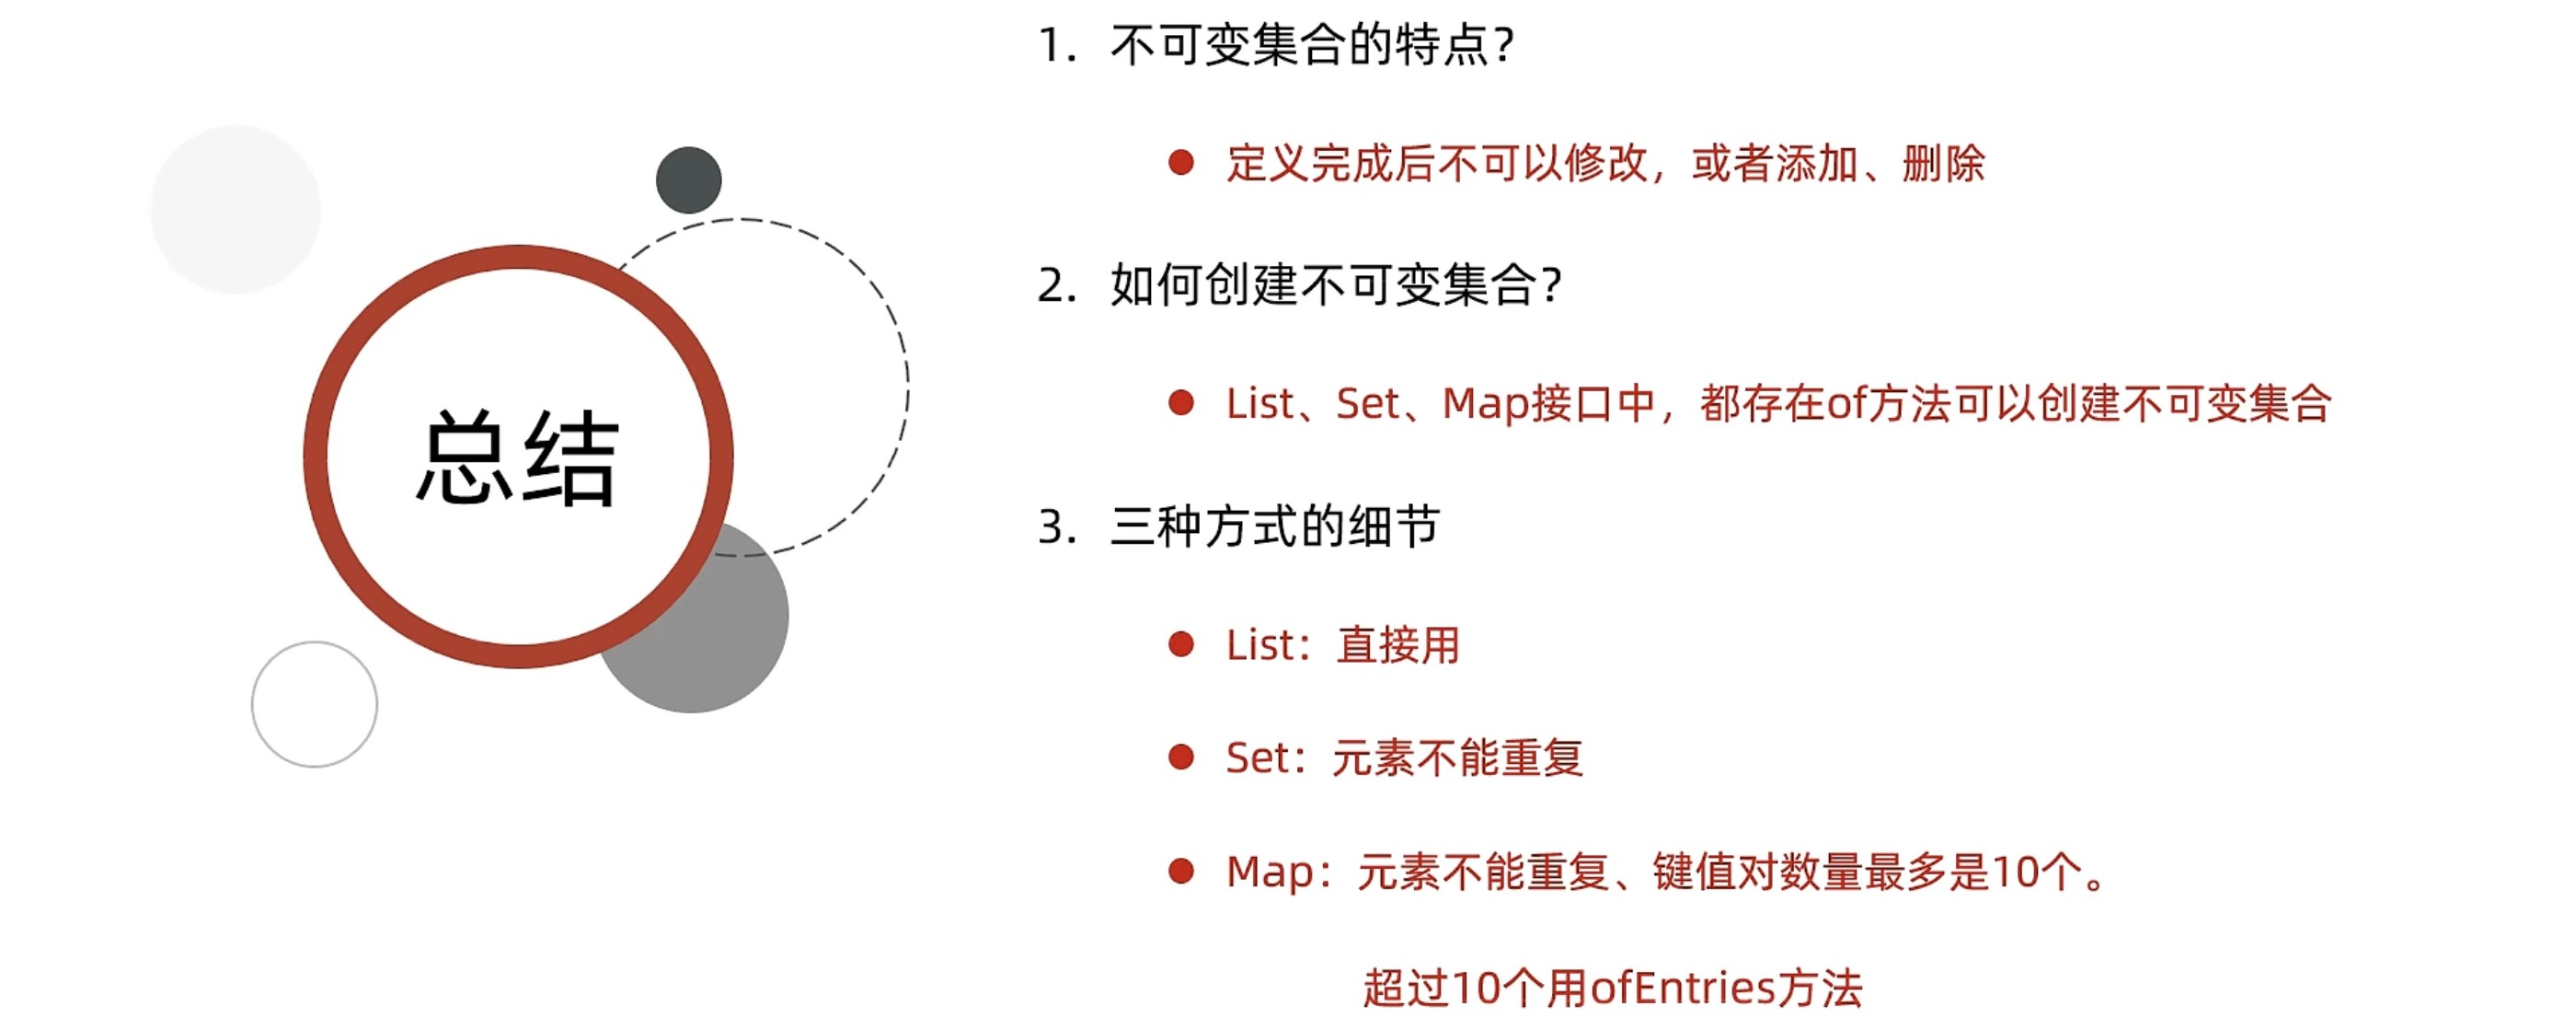 总结
1. 不可变集合的特点？
● 定义完成后不可以修改，或者添加、删除
2. 如何创建不可变集合？
● List、Set、Map接口中，都存在of方法可以创建不可变集合
3. 三种方式的细节
● List：直接用
● Set：元素不能重复
● Map：元素不能重复、键值对数量最多是10个。
超过10个用ofEntries方法